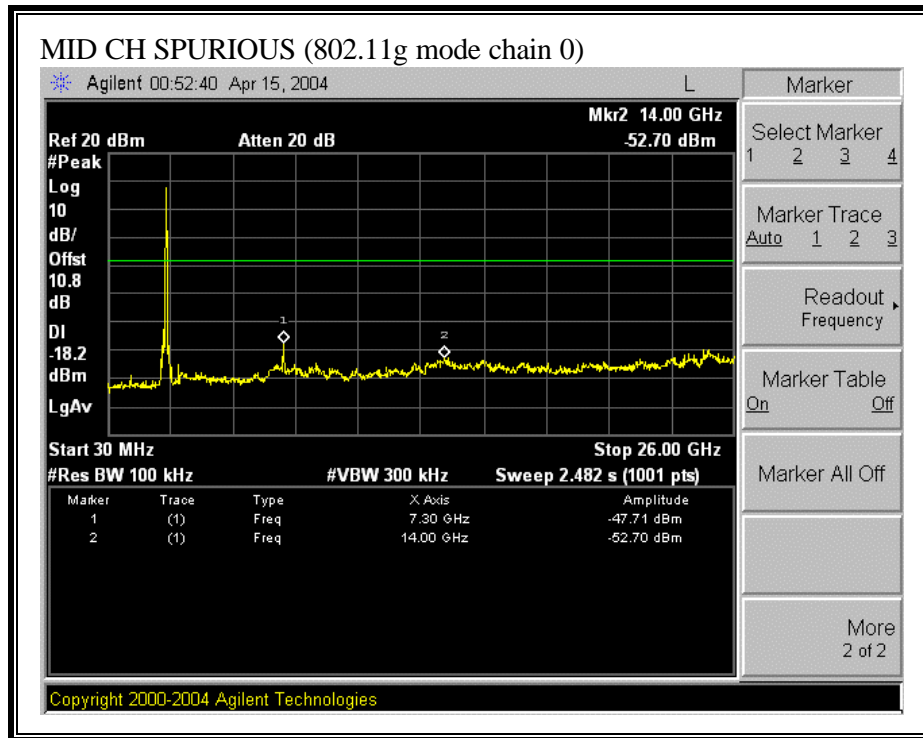 MID CH SPURIOUS (802.11g mode chain 0)
Agilent 00:52:40 Apr 15, 2004 L
Mkr2 14.00 GHz
Ref 20 dBm Atten 20 dB -52.70 dBm
#Peak
Log
10
dB/
Offst
10.8
dB
DI
-18.2
dBm
LgAv
1
2
Start 30 MHz Stop 26.00 GHz
#Res BW 100 kHz #VBW 300 kHz Sweep 2.482 s (1001 pts)
Marker Trace Type X Axis Amplitude
1 (1) Freq 7.30 GHz -47.71 dBm
2 (1) Freq 14.00 GHz -52.70 dBm
Marker
Select Marker
1 2 3 4
Marker Trace
Auto 1 2 3
Readout
Frequency
Marker Table
On Off
Marker All Off
More
2 of 2
Copyright 2000-2004 Agilent Technologies